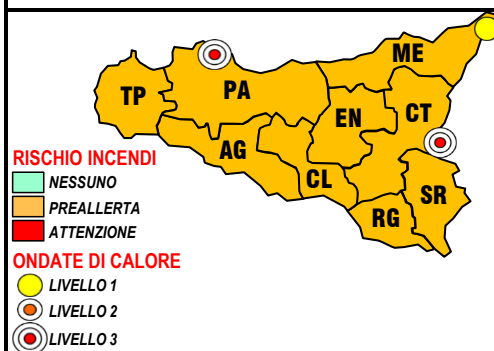 ME
PA
TP
EN
CT
AG
CL
SR
RG
RISCHIO INCENDI
NESSUNO
PREALLERTA
ATTENZIONE
ONDATE DI CALORE
LIVELLO 1
LIVELLO 2
LIVELLO 3